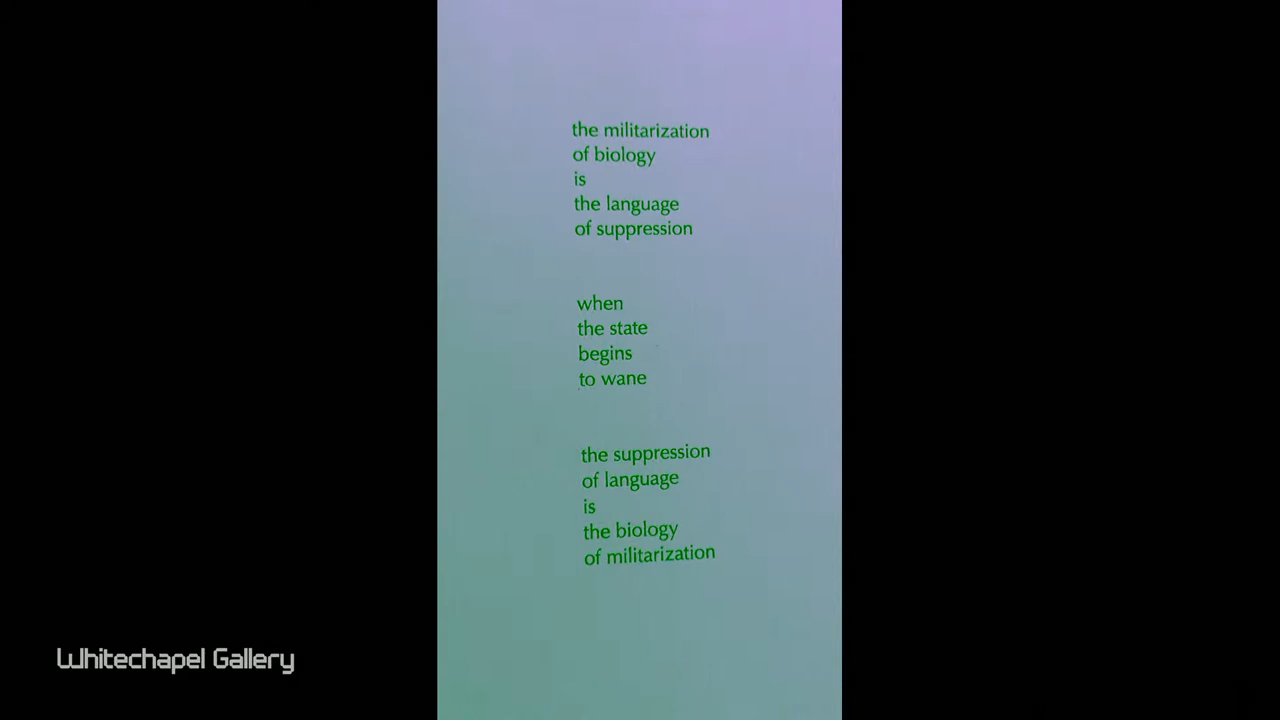 the militarization
of biology
is
the language
of suppression
when
the state
begins
to wane
the suppression
of language
is
the biology
of militarization
Whitechapel Gallery